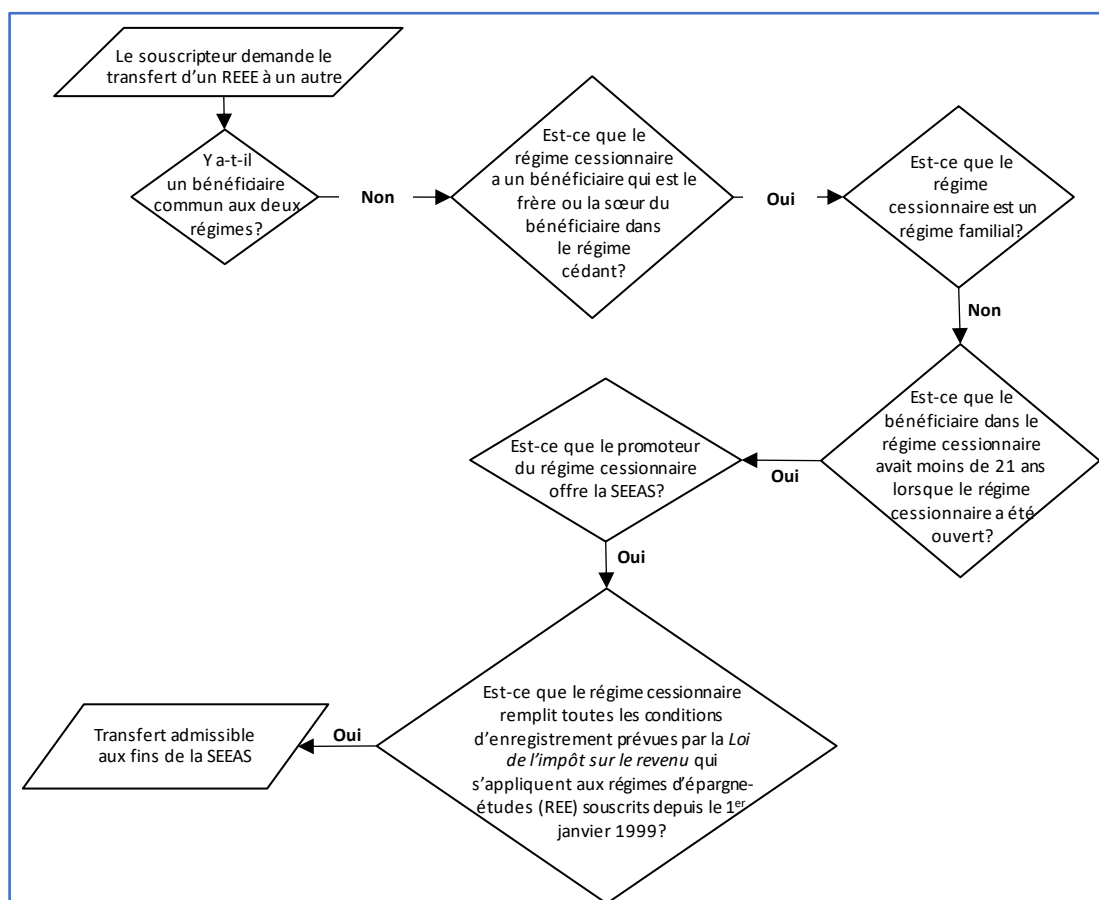 Le souscripteur demande le
transfert d'un REEE à un autre
Y a-t-il
un bénéficiaire
commun aux deux
régimes?
Non
Est-ce que le
régime cessionnaire
a un bénéficiaire qui est le
frère ou la sœur du
bénéficiaire dans
le régime
cédant?
Oui
Est-ce que le
régime
cessionnaire est un
régime familial?
Non
Est-ce que le
bénéficiaire dans le
régime cessionnaire
avait moins de 21 ans
lorsque le régime
cessionnaire a été
ouvert?
Oui
Est-ce que le promoteur
du régime cessionnaire
offre la SEEAS?
Oui
Est-ce que le régime cessionnaire
remplit toutes les conditions
d'enregistrement prévues par la Loi
de l'impôt sur le revenu qui
s'appliquent aux régimes d'épargne-
études (REE) souscrits depuis le 1er
janvier 1999?
Oui
Transfert admissible
aux fins de la SEEAS